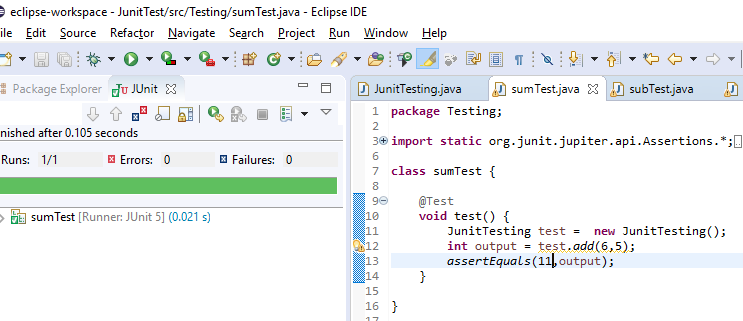 eclipse-workspace - JunitTest/src/Testing/sumTest.java - Eclipse IDE
File Edit Source Refactor Navigate Search Project Run Window Help
Package Explorer JUnit
nished after 0.105 seconds
Runs: 1/1 Errors: 0 Failures: 0
sumTest [Runner: JUnit 5] (0.021 s)
JunitTesting.java sumTest.java subTest.java
1 package Testing;
2
3 import static org.junit.jupiter.api.Assertions.*;
6
7 class sumTest {
8
9 @Test
10 void test() {
11 JunitTesting test =  new JunitTesting();
12 int output = test.add(6,5);
13 assertEquals(11,output);
14 }
15
16 }
17